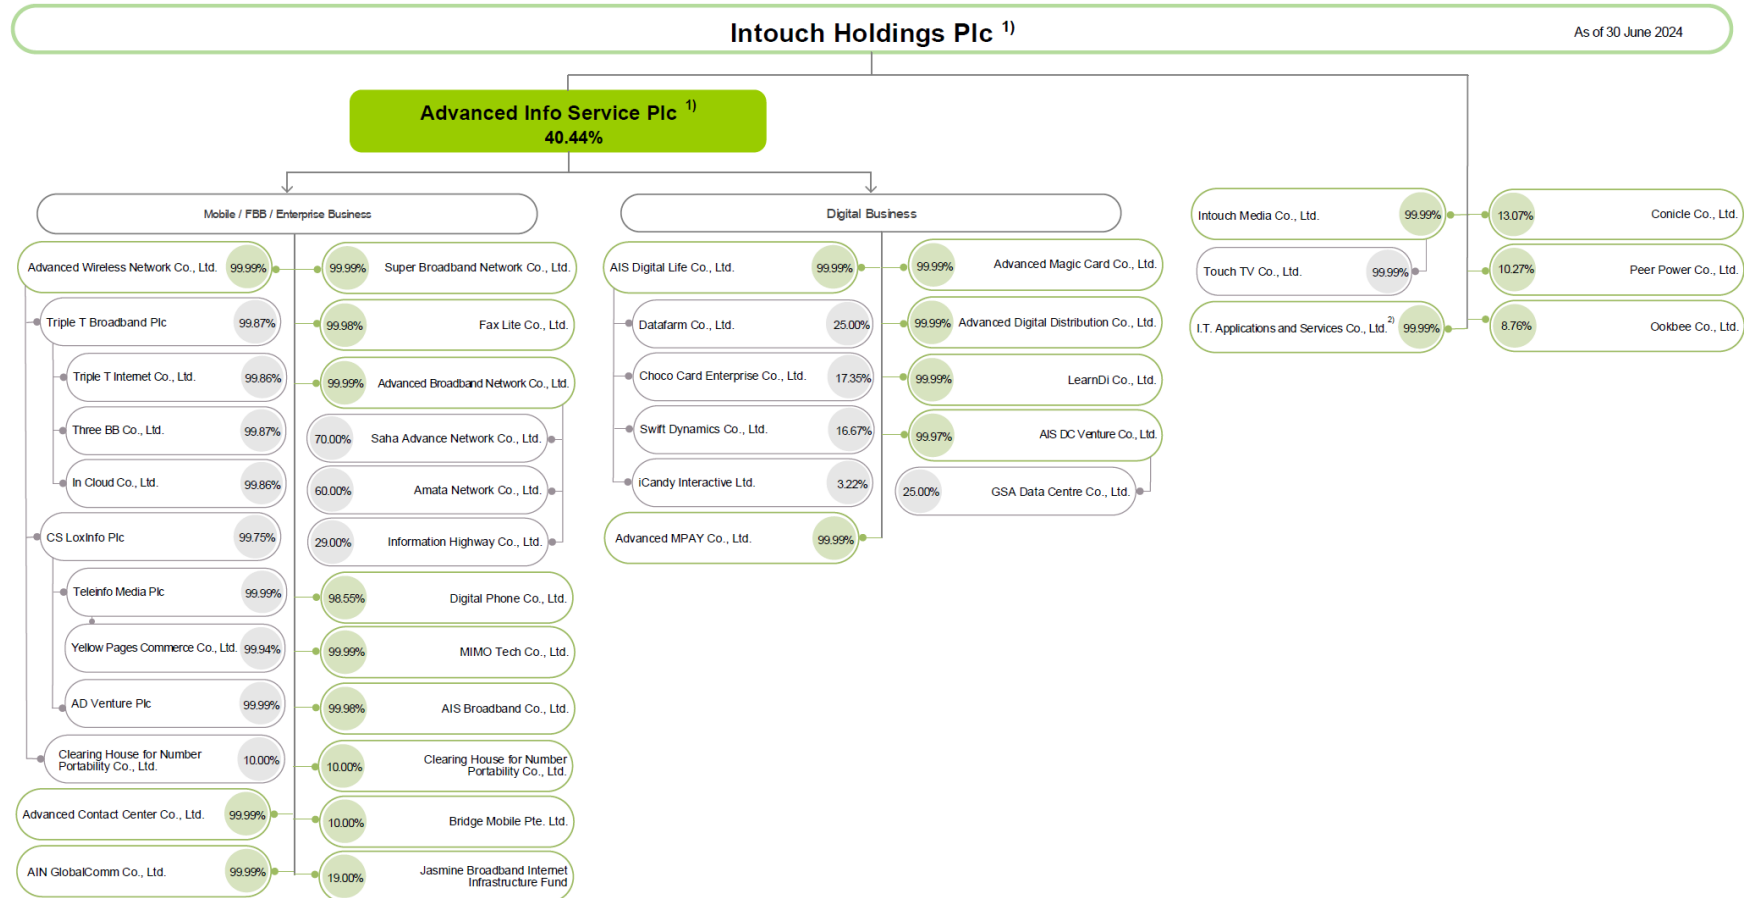 Intouch Holdings Plc 1)
As of 30 June 2024
Advanced Info Service Plc 1)
40.44%
Mobile / FBB / Enterprise Business
Advanced Wireless Network Co., Ltd. 99.99%
Triple T Broadband Plc 99.87%
Triple T Internet Co., Ltd. 99.86%
Three BB Co., Ltd. 99.87%
In Cloud Co., Ltd. 99.86%
CS LoxInfo Plc 99.75%
Teleinfo Media Plc 99.99%
Yellow Pages Commerce Co., Ltd. 99.94%
AD Venture Plc 99.99%
Clearing House for Number
Portability Co., Ltd. 10.00%
Advanced Contact Center Co., Ltd. 99.99%
AIN GlobalComm Co., Ltd. 99.99%
99.99% Super Broadband Network Co., Ltd.
99.98% Fax Lite Co., Ltd.
99.99% Advanced Broadband Network Co., Ltd.
70.00% Saha Advance Network Co., Ltd.
60.00% Amata Network Co., Ltd.
29.00% Information Highway Co., Ltd.
98.55% Digital Phone Co., Ltd.
99.99% MIMO Tech Co., Ltd.
99.98% AIS Broadband Co., Ltd.
10.00% Clearing House for Number
Portability Co., Ltd.
10.00% Bridge Mobile Pte. Ltd.
19.00% Jasmine Broadband Internet
Infrastructure Fund
Digital Business
AIS Digital Life Co., Ltd. 99.99%
Datafarm Co., Ltd. 25.00%
Choco Card Enterprise Co., Ltd. 17.35%
Swift Dynamics Co., Ltd. 16.67%
iCandy Interactive Ltd. 3.22%
Advanced MPAY Co., Ltd. 99.99%
99.99% Advanced Magic Card Co., Ltd.
99.99% Advanced Digital Distribution Co., Ltd.
99.99% LearnDi Co., Ltd.
99.97% AIS DC Venture Co., Ltd.
25.00% GSA Data Centre Co., Ltd.
Intouch Media Co., Ltd. 99.99%
Touch TV Co., Ltd. 99.99%
I.T. Applications and Services Co., Ltd. 2) 99.99%
13.07% Conicle Co., Ltd.
10.27% Peer Power Co., Ltd.
8.76% Ookbee Co., Ltd.